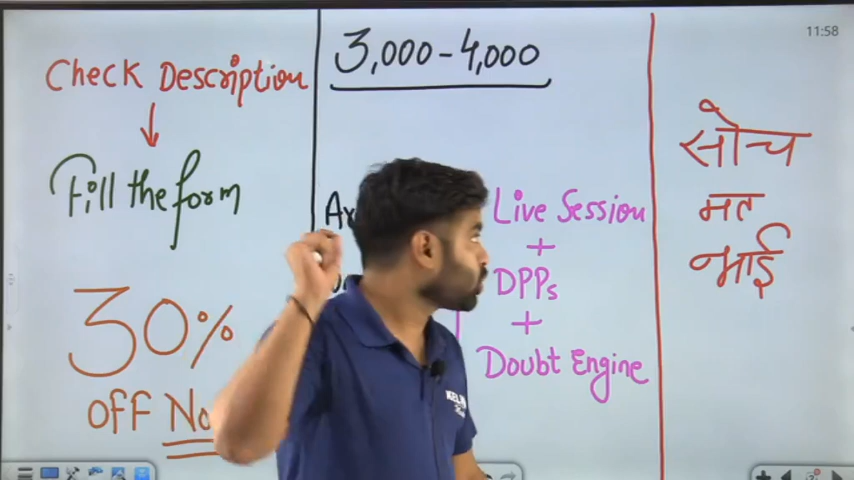 11:58
Check Description
Fill the form
30%
OFF
3,000-4,000
Live Session
+
DPPs
+
Doubt Engine
सोच
मत
भाई